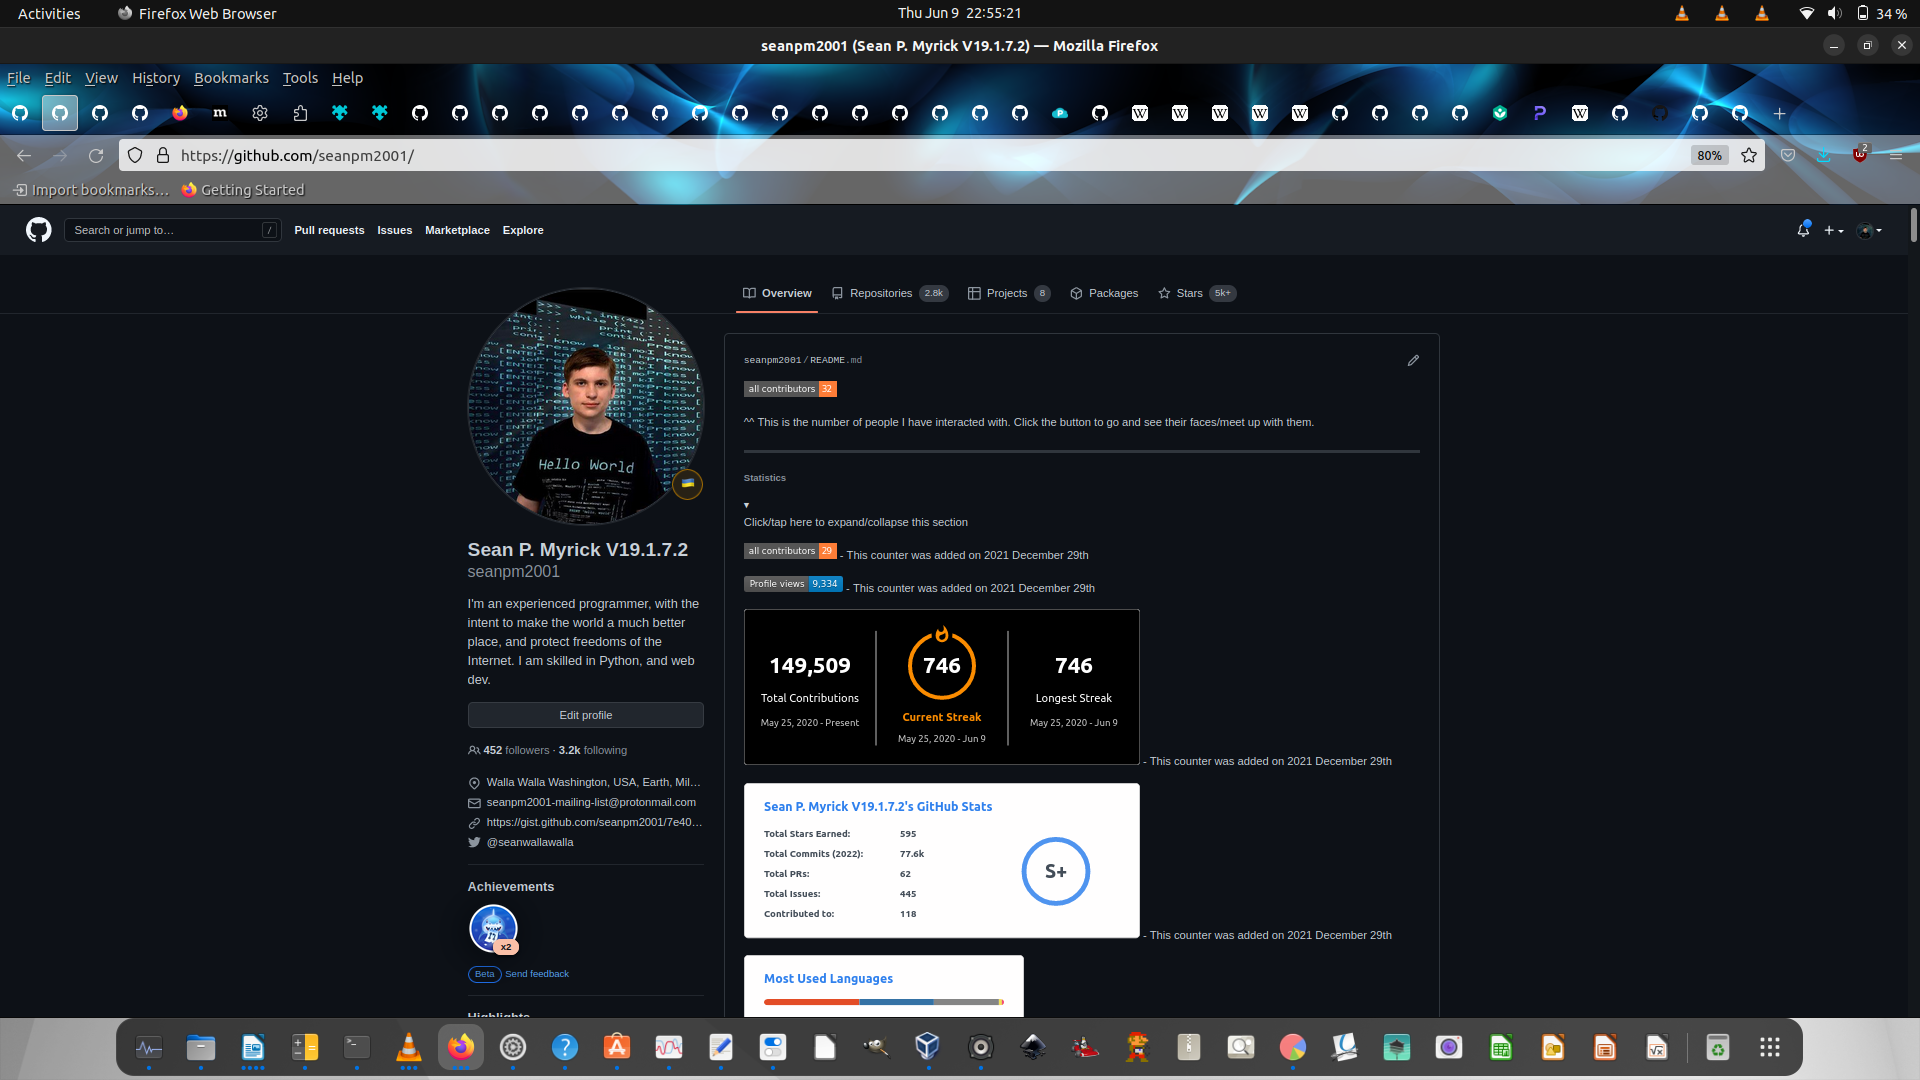 Activities
Firefox Web Browser
Thu Jun 9 22:55:21
34 %
seanpm2001 (Sean P. Myrick V19.1.7.2) — Mozilla Firefox
File Edit View History Bookmarks Tools Help
https://github.com/seanpm2001/
80%
2
Import bookmarks…
Getting Started
Search or jump to…
/
Pull requests
Issues
Marketplace
Explore
Overview
Repositories 2.8k
Projects 8
Packages
Stars 5k+
Hello World
Sean P. Myrick V19.1.7.2
seanpm2001
I'm an experienced programmer, with the
intent to make the world a much better
place, and protect freedoms of the
Internet. I am skilled in Python, and web
dev.
Edit profile
452 followers · 3.2k following
Walla Walla Washington, USA, Earth, Mil…
seanpm2001-mailing-list@protonmail.com
https://gist.github.com/seanpm2001/7e40…
@seanwallawalla
Achievements
x2
Beta Send feedback
Highlights
seanpm2001/README.md
all contributors 32
^^ This is the number of people I have interacted with. Click the button to go and see their faces/meet up with them.
Statistics
▾
Click/tap here to expand/collapse this section
all contributors 29 - This counter was added on 2021 December 29th
Profile views 9,334 - This counter was added on 2021 December 29th
149,509
Total Contributions
May 25, 2020 - Present
746
Current Streak
May 25, 2020 - Jun 9
746
Longest Streak
May 25, 2020 - Jun 9
- This counter was added on 2021 December 29th
Sean P. Myrick V19.1.7.2's GitHub Stats
Total Stars Earned: 595
Total Commits (2022): 77.6k
Total PRs: 62
Total Issues: 445
Contributed to: 118
S+
- This counter was added on 2021 December 29th
Most Used Languages